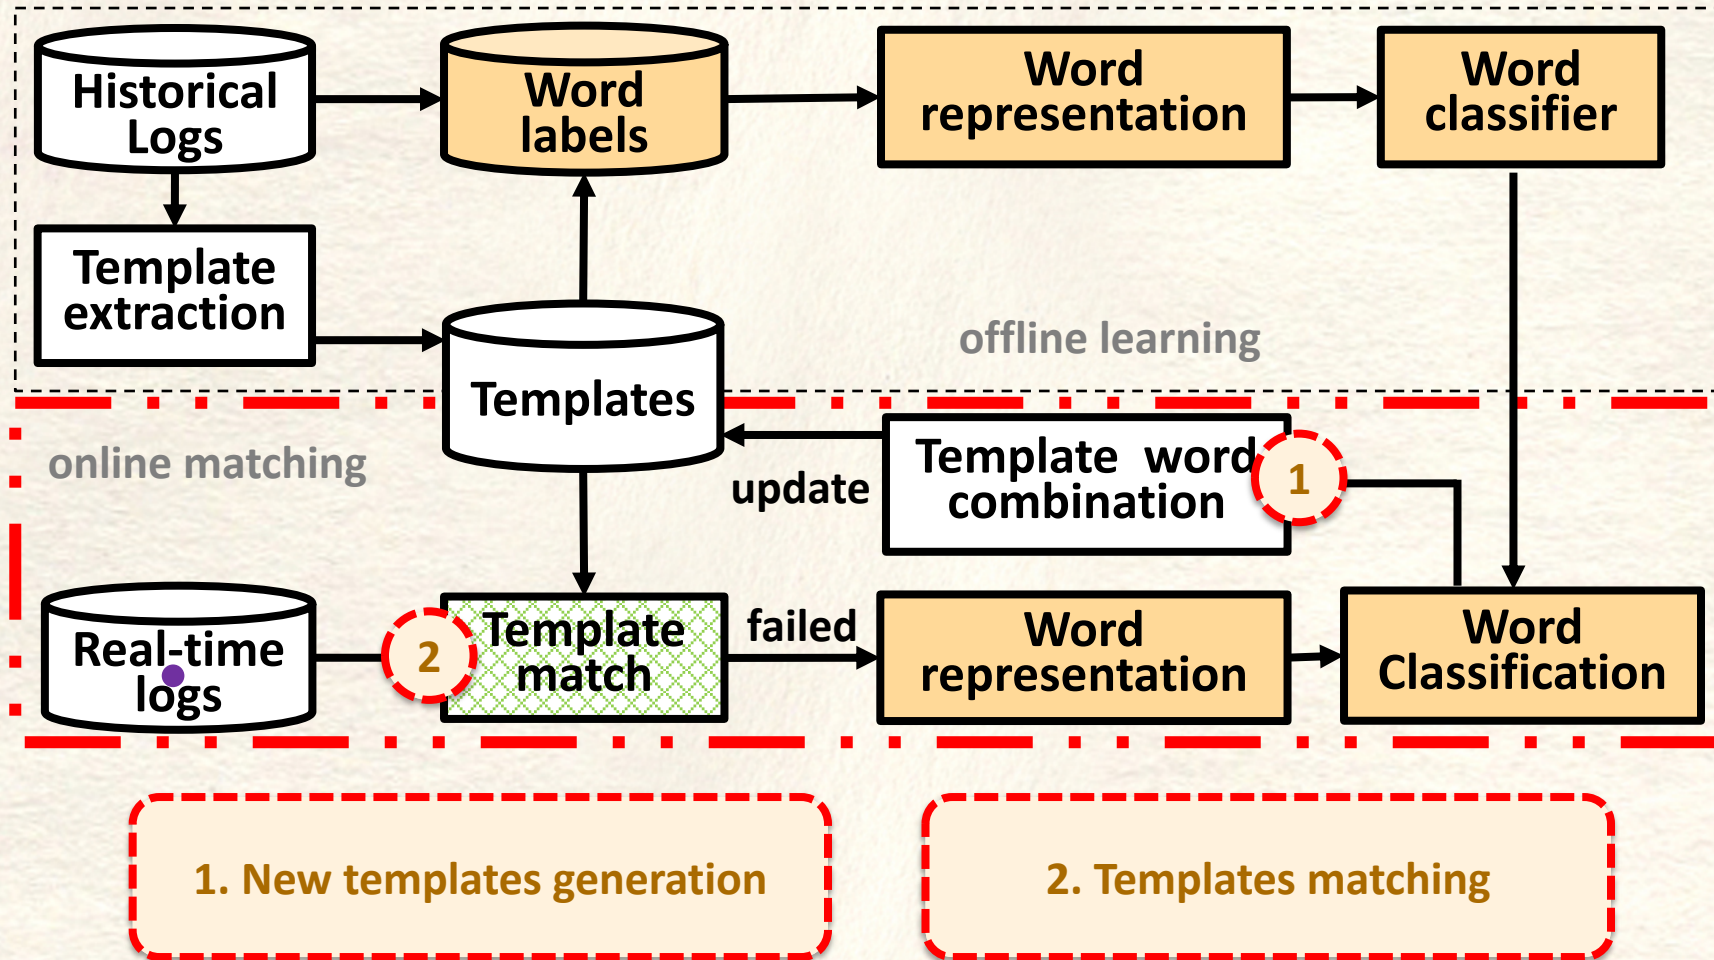 Historical
Logs
Word
labels
Word
representation
Word
classifier
Template
extraction
offline learning
Templates
online matching
Template word
combination
1
update
Real-time
logs
2
Template
match
failed
Word
representation
Word
Classification
1. New templates generation
2. Templates matching